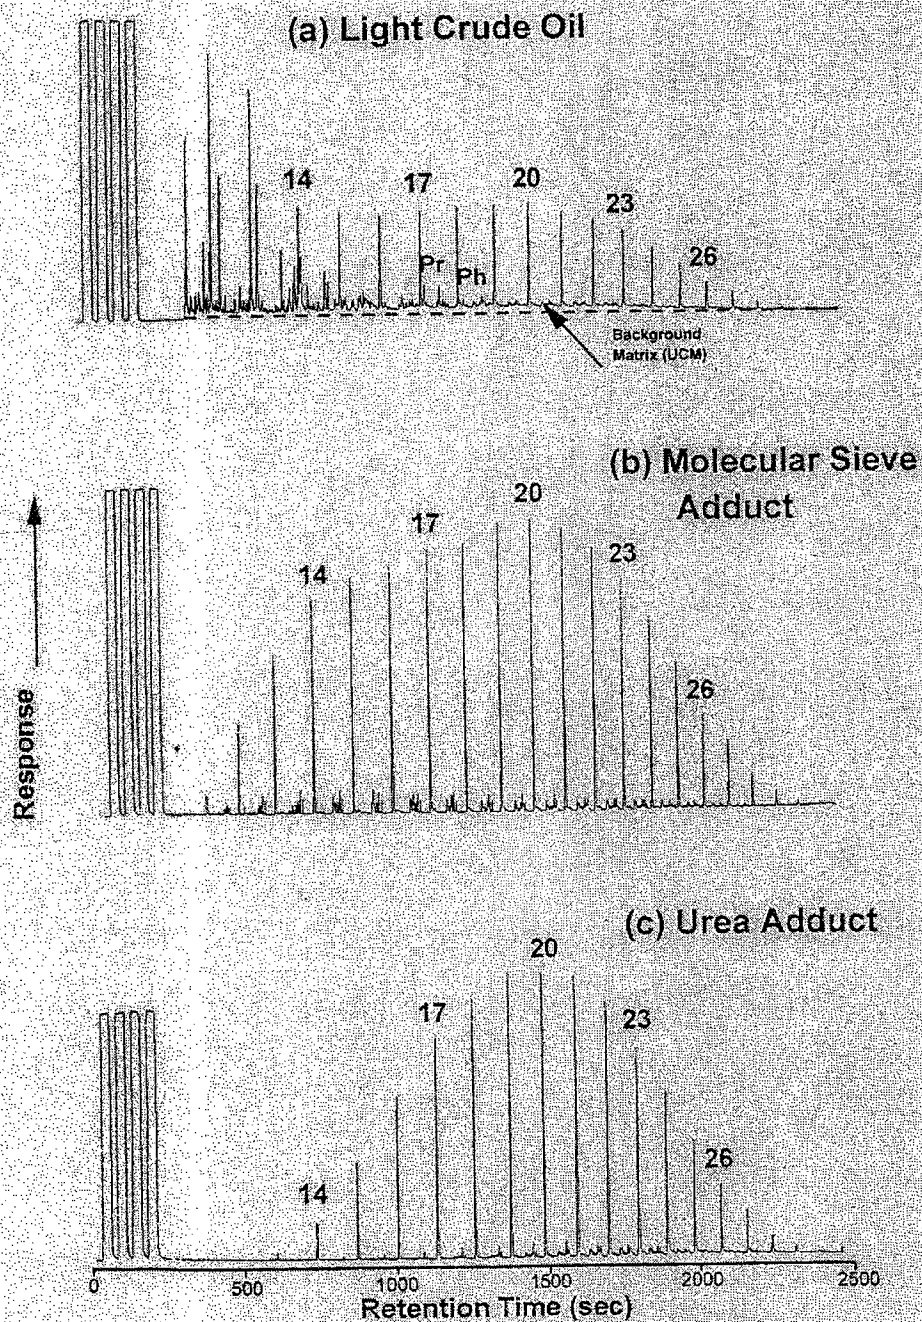 (a) Light Crude Oil
14
17
20
23
26
Pr
Ph
Background
Matrix (UCM)
(b) Molecular Sieve
Adduct
14
17
20
23
26
Response
(c) Urea Adduct
14
17
20
23
26
0
500
1000
1500
2000
2500
Retention Time (sec)